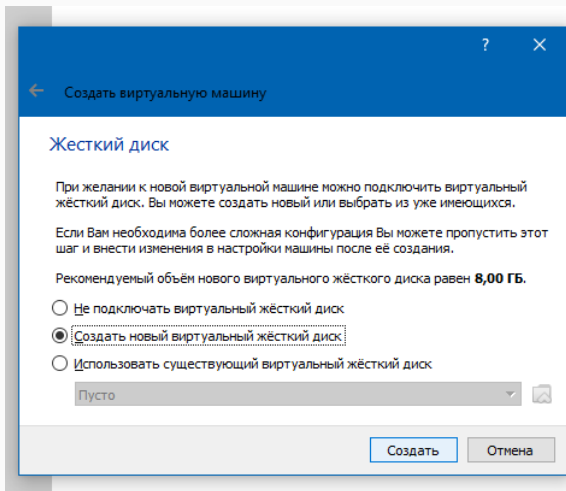 ?
Создать виртуальную машину
Жесткий диск
При желании к новой виртуальной машине можно подключить виртуальный
жёсткий диск. Вы можете создать новый или выбрать из уже имеющихся.
Если Вам необходима более сложная конфигурация Вы можете пропустить этот
шаг и внести изменения в настройки машины после её создания.
Рекомендуемый объём нового виртуального жёсткого диска равен 8,00 ГБ.
Не подключать виртуальный жёсткий диск
Создать новый виртуальный жёсткий диск
Использовать существующий виртуальный жёсткий диск
Пусто
Создать Отмена